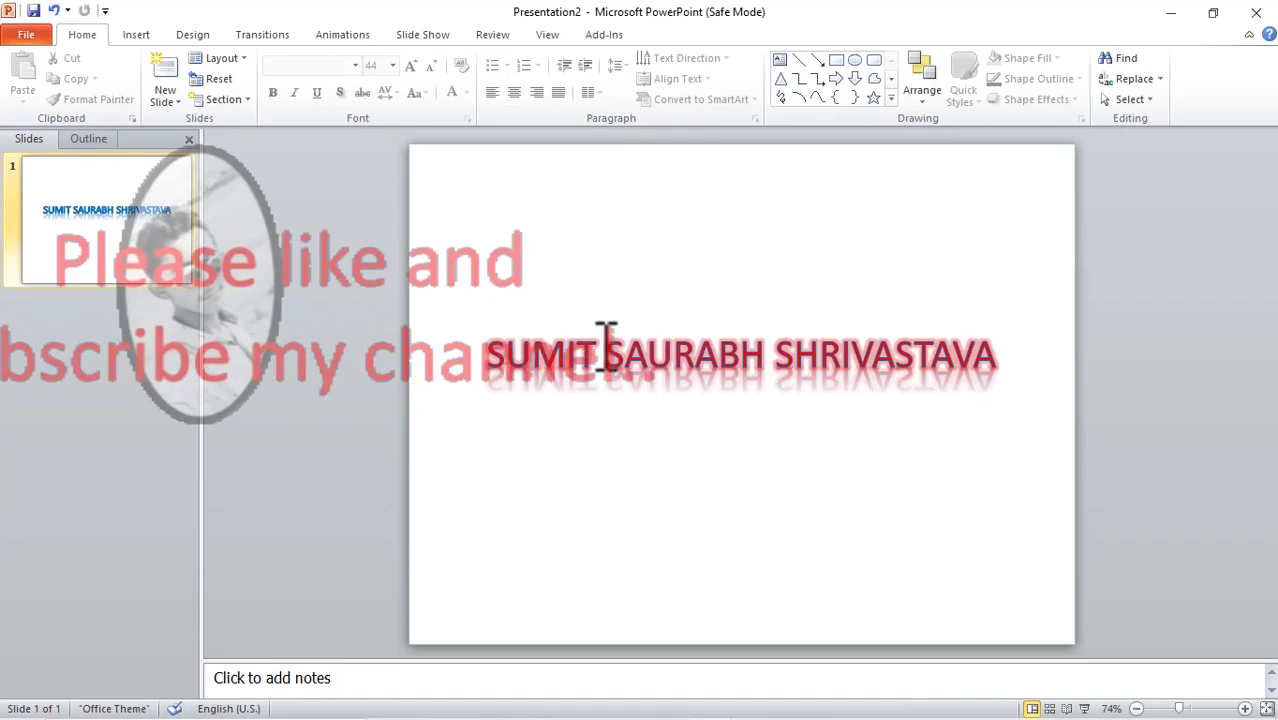 Presentation2 - Microsoft PowerPoint (Safe Mode)
File Home Insert Design Transitions Animations Slide Show Review View Add-Ins
Paste
Cut
Copy
Format Painter
Clipboard
New Slide
Layout
Reset
Section
Slides
44
Font
Text Direction
Align Text
Convert to SmartArt
Paragraph
Arrange
Quick Styles
Shape Fill
Shape Outline
Shape Effects
Drawing
Find
Replace
Select
Editing
Slides Outline
1
SUMIT SAURABH SHRIVASTAVA
Please like and
bscribe my channel..
SUMIT SAURABH SHRIVASTAVA
Click to add notes
Slide 1 of 1 "Office Theme" English (U.S.) 74%